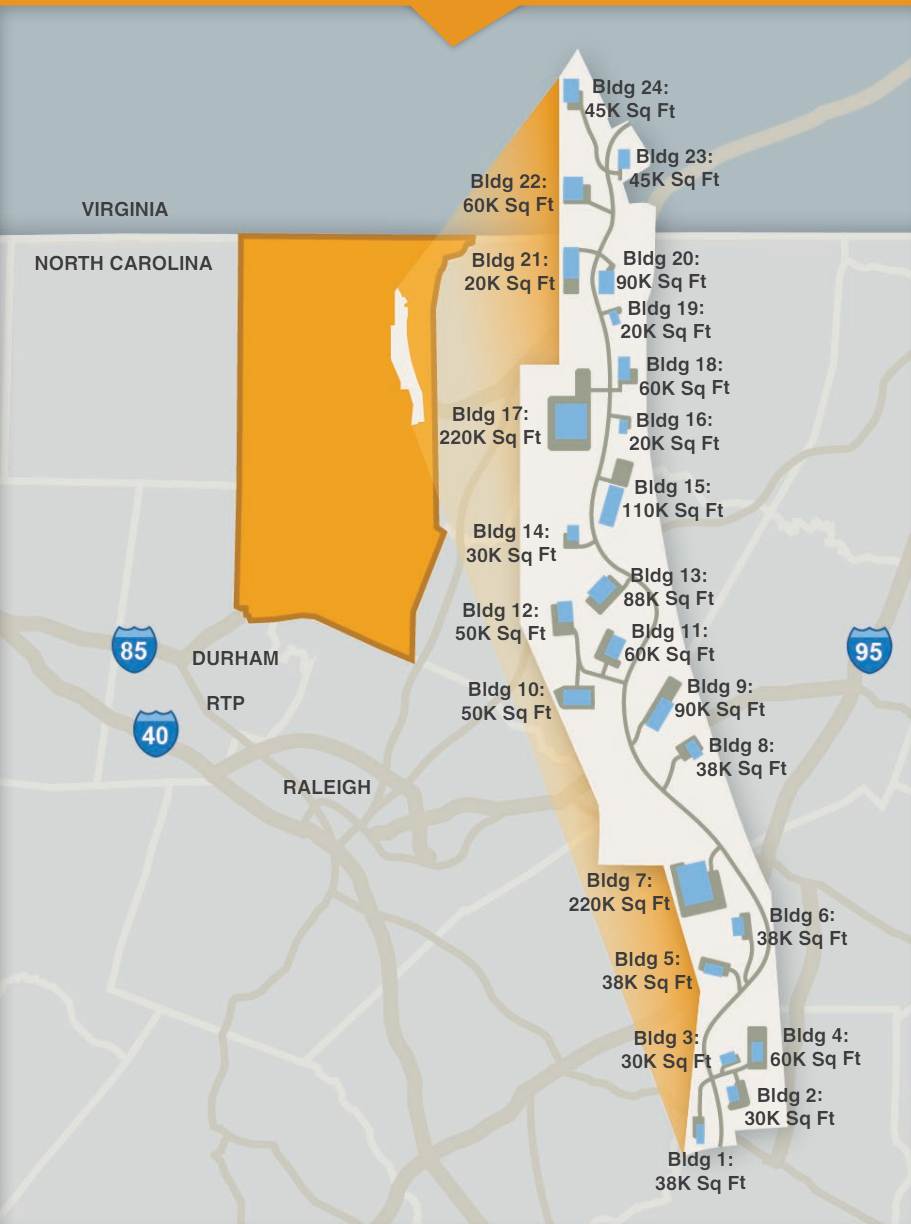 Bldg 24:
45K Sq Ft
Bldg 23:
45K Sq Ft
Bldg 22:
60K Sq Ft
VIRGINIA
NORTH CAROLINA
Bldg 21:
20K Sq Ft
Bldg 20:
90K Sq Ft
Bldg 19:
20K Sq Ft
Bldg 18:
60K Sq Ft
Bldg 17:
220K Sq Ft
Bldg 16:
20K Sq Ft
Bldg 15:
110K Sq Ft
Bldg 14:
30K Sq Ft
Bldg 13:
88K Sq Ft
Bldg 12:
50K Sq Ft
Bldg 11:
60K Sq Ft
85
DURHAM
95
Bldg 10:
50K Sq Ft
Bldg 9:
90K Sq Ft
RTP
40
Bldg 8:
38K Sq Ft
RALEIGH
Bldg 7:
220K Sq Ft
Bldg 6:
38K Sq Ft
Bldg 5:
38K Sq Ft
Bldg 3:
30K Sq Ft
Bldg 4:
60K Sq Ft
Bldg 2:
30K Sq Ft
Bldg 1:
38K Sq Ft